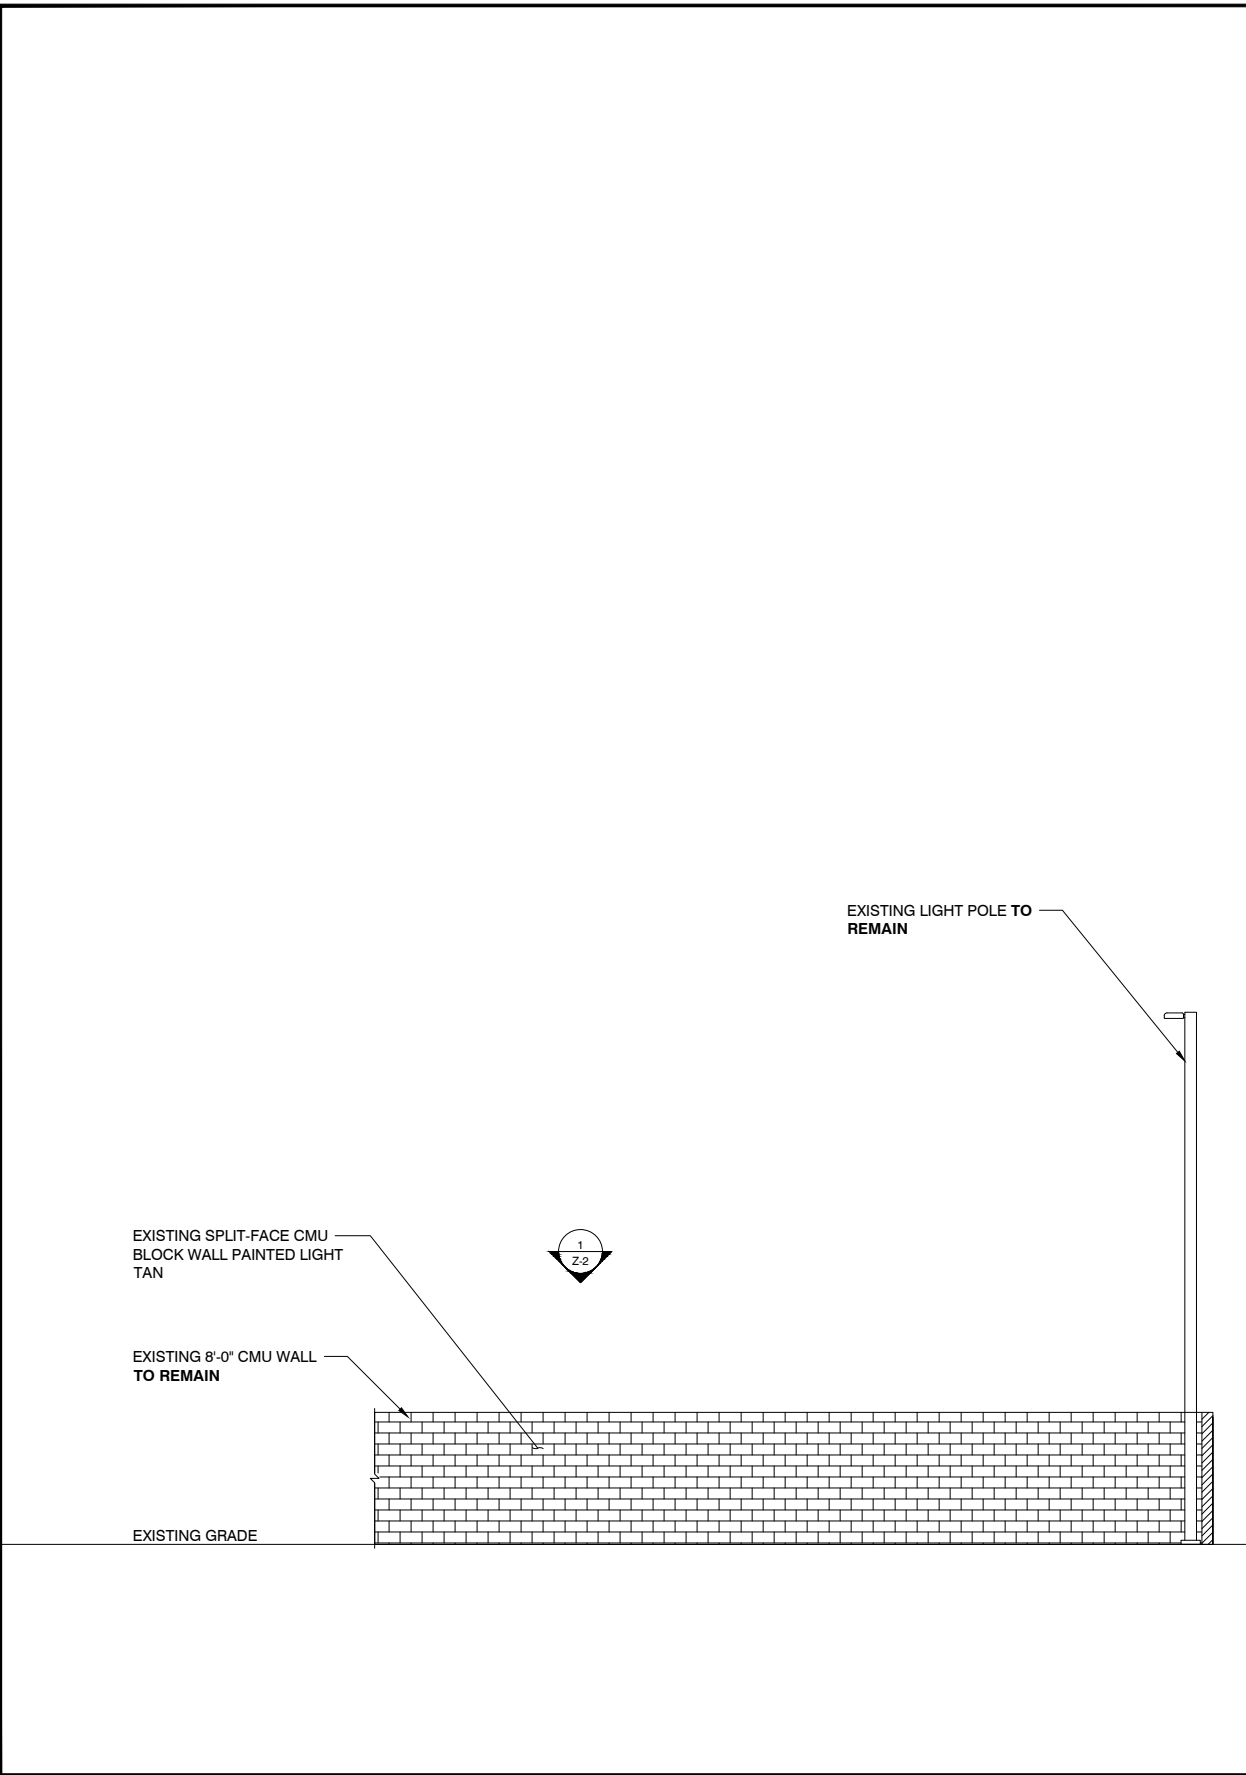 EXISTING LIGHT POLE TO
REMAIN
EXISTING SPLIT-FACE CMU
BLOCK WALL PAINTED LIGHT
TAN
1
Z-2
EXISTING 8'-0" CMU WALL
TO REMAIN
EXISTING GRADE